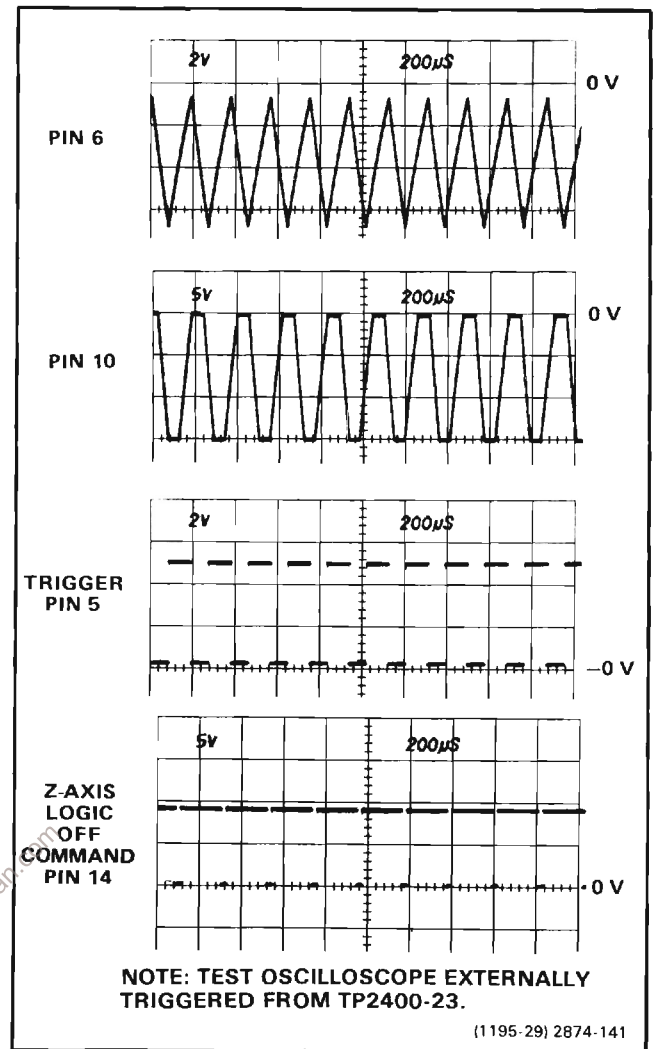 2V 200μS
0 V
PIN 6
5V 200μS
0 V
PIN 10
2V 200μS
TRIGGER
PIN 5
–0 V
5V 200μS
Z-AXIS
LOGIC
OFF
COMMAND
PIN 14
0 V
NOTE: TEST OSCILLOSCOPE EXTERNALLY
TRIGGERED FROM TP2400-23.
(1195-29) 2874-141